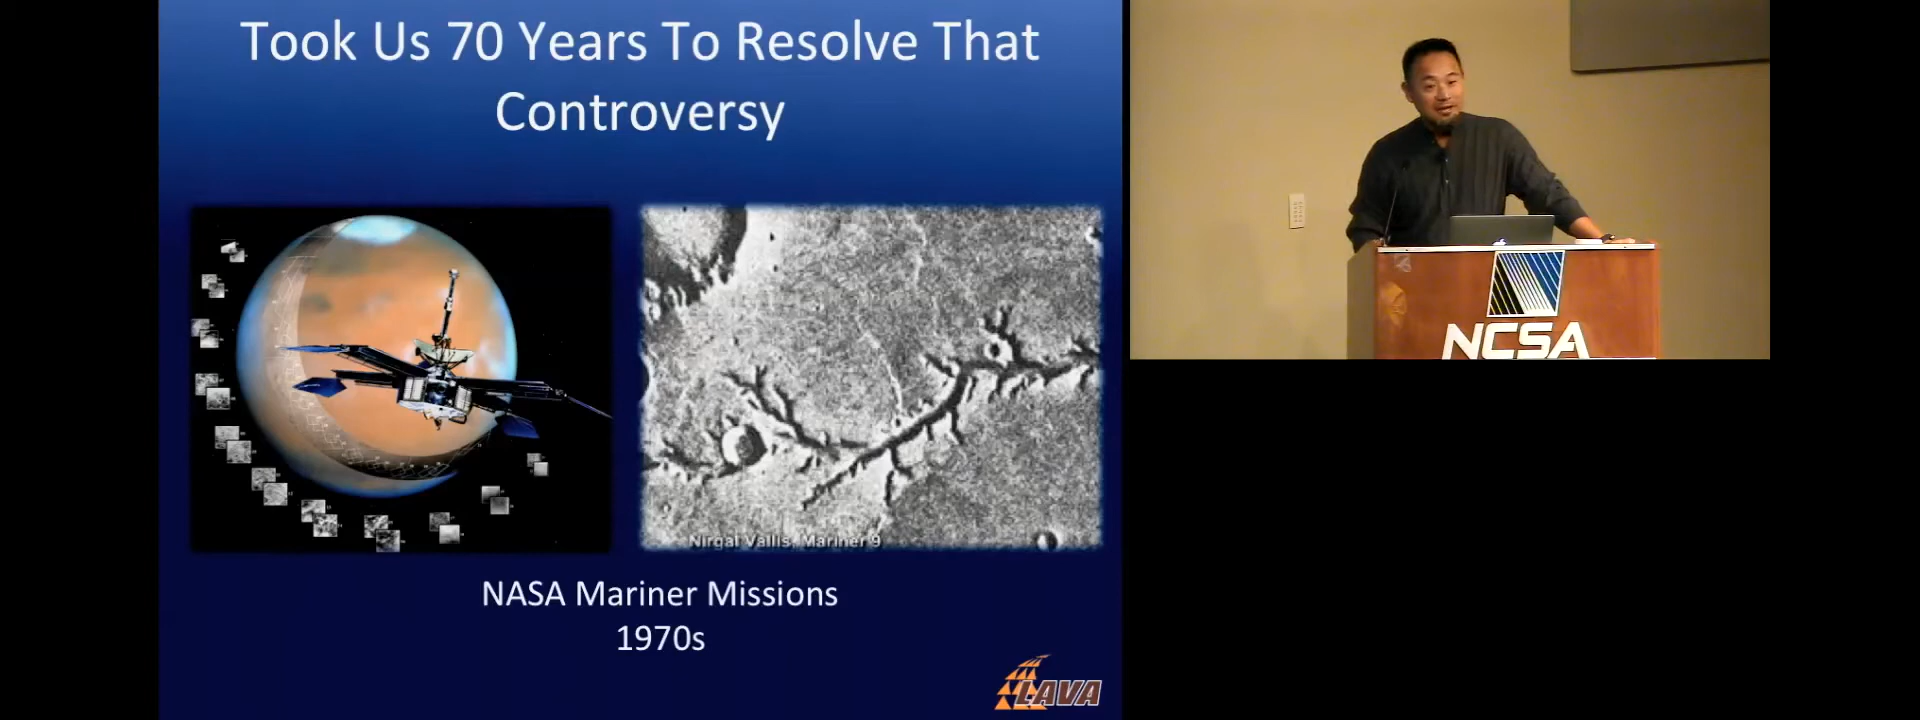 Took Us 70 Years To Resolve That
Controversy
Nirgal Vallis, Mariner 9
NASA Mariner Missions
1970s
LAVA
NCSA